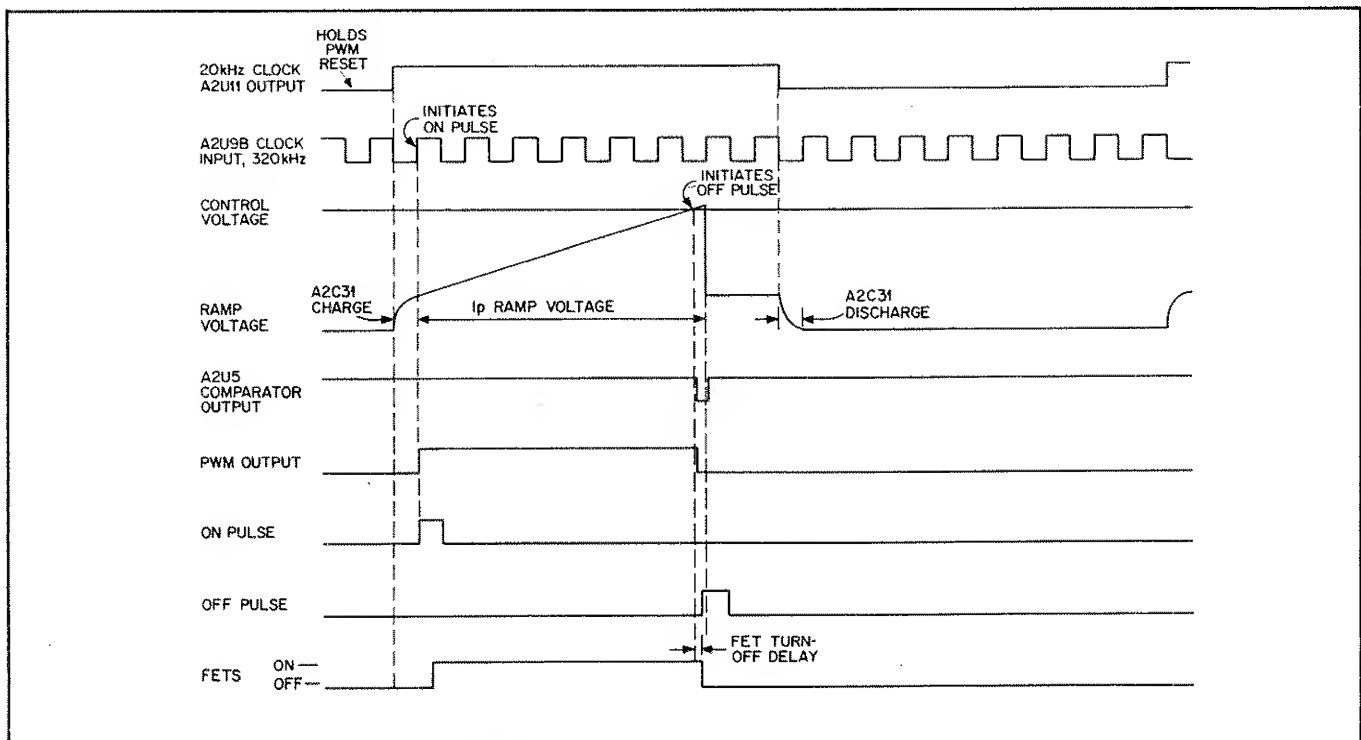 HOLDS
PWM
RESET
20kHz CLOCK
A2U11 OUTPUT
INITIATES
ON PULSE
A2U9B CLOCK
INPUT, 320kHz
INITIATES
OFF PULSE
CONTROL
VOLTAGE
A2C31
CHARGE
Ip RAMP VOLTAGE
A2C31
DISCHARGE
RAMP
VOLTAGE
A2U5
COMPARATOR
OUTPUT
PWM OUTPUT
ON PULSE
OFF PULSE
FET TURN-
OFF DELAY
FETS
ON
OFF